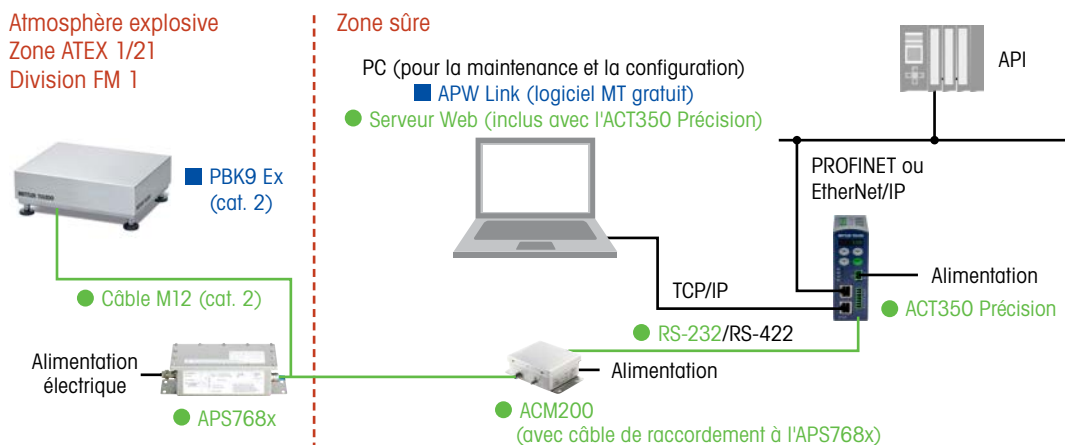 Atmosphère explosive
Zone ATEX 1/21
Division FM 1
Zone sûre
PC (pour la maintenance et la configuration)
APW Link (logiciel MT gratuit)
Serveur Web (inclus avec l'ACT350 Précision)
API
PROFINET ou
EtherNet/IP
PBK9 Ex
(cat. 2)
METTLER TOLEDO
Câble M12 (cat. 2)
TCP/IP
Alimentation
ACT350 Précision
RS-232/RS-422
Alimentation
électrique
APS768x
Alimentation
ACM200
(avec câble de raccordement à l'APS768x)